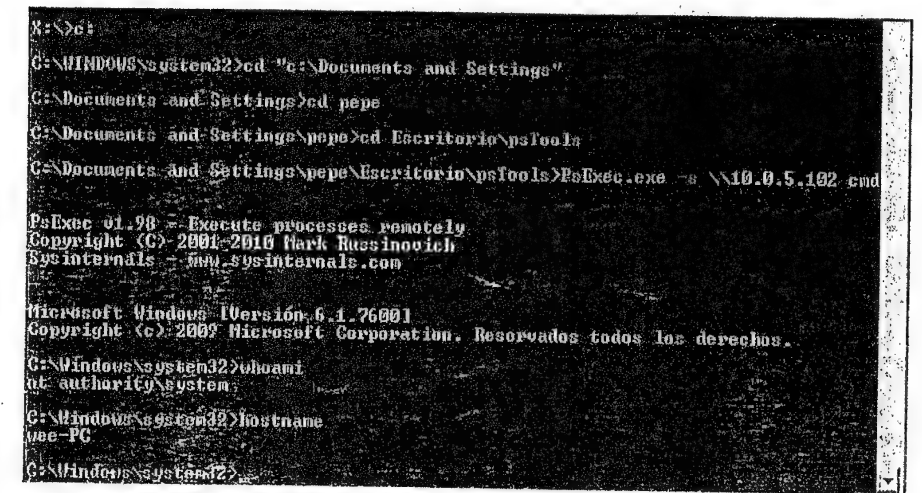 X:\>c:
C:\WINDOWS\system32>cd "c:\Documents and Settings"
C:\Documents and Settings>cd pepe
C:\Documents and Settings\pepe>cd Escritorio\psTools
C:\Documents and Settings\pepe\Escritorio\psTools>PsExec.exe -s \\10.0.5.102 cmd
PsExec v1.98 - Execute processes remotely
Copyright (C) 2001-2010 Mark Russinovich
Sysinternals - www.sysinternals.com
Microsoft Windows [Versión 6.1.7600]
Copyright (c) 2009 Microsoft Corporation. Reservados todos los derechos.
C:\Windows\system32>whoami
nt authority\system
C:\Windows\system32>hostname
wee-PC
C:\Windows\system32>_